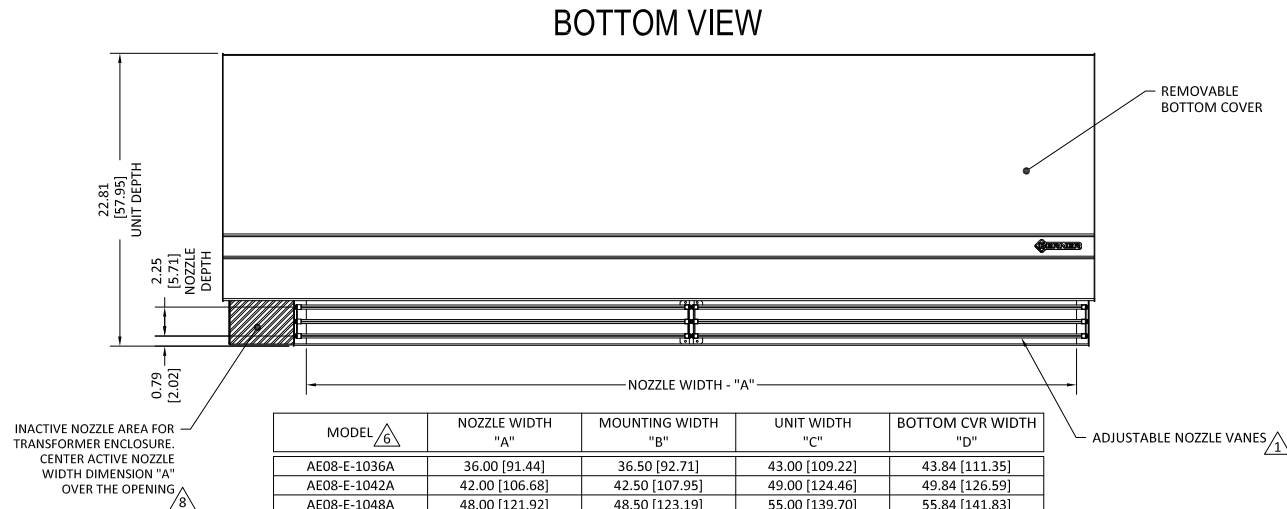 BOTTOM VIEW
REMOVABLE
BOTTOM COVER
22.81
[57.95]
UNIT DEPTH
2.25
[5.71]
NOZZLE
DEPTH
BERNER
0.79
[2.02]
NOZZLE WIDTH - "A"
INACTIVE NOZZLE AREA FOR
TRANSFORMER ENCLOSURE.
CENTER ACTIVE NOZZLE
WIDTH DIMENSION "A"
OVER THE OPENING 8
ADJUSTABLE NOZZLE VANES 1
MODEL 6 NOZZLE WIDTH "A" MOUNTING WIDTH "B" UNIT WIDTH "C" BOTTOM CVR WIDTH "D"
AE08-E-1036A 36.00 [91.44] 36.50 [92.71] 43.00 [109.22] 43.84 [111.35]
AE08-E-1042A 42.00 [106.68] 42.50 [107.95] 49.00 [124.46] 49.84 [126.59]
AE08-E-1048A 48.00 [121.92] 48.50 [123.19] 55.00 [139.70] 55.84 [141.83]